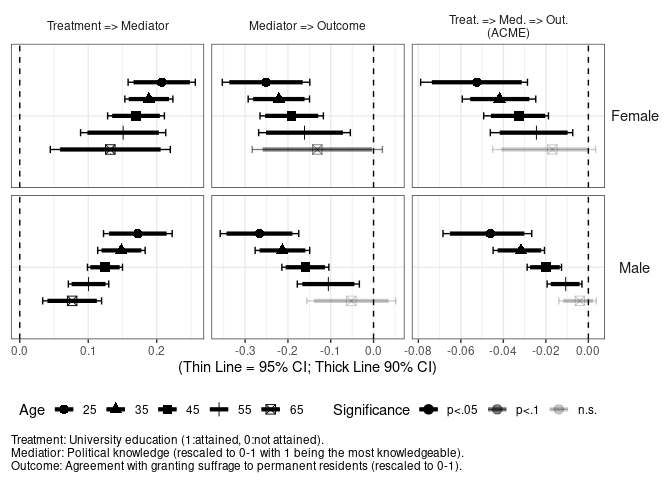 Treatment => Mediator
Mediator => Outcome
Treat. => Med. => Out.
(ACME)
Female
Male
0.0 0.1 0.2
-0.3 -0.2 -0.1 0.0
-0.08 -0.06 -0.04 -0.02 0.00
(Thin Line = 95% CI; Thick Line 90% CI)
Age 25 35 45 55 65 Significance p<.05 p<.1 n.s.
Treatment: University education (1:attained, 0:not attained).
Mediatior: Political knowledge (rescaled to 0-1 with 1 being the most knowledgeable).
Outcome: Agreement with granting suffrage to permanent residents (rescaled to 0-1).